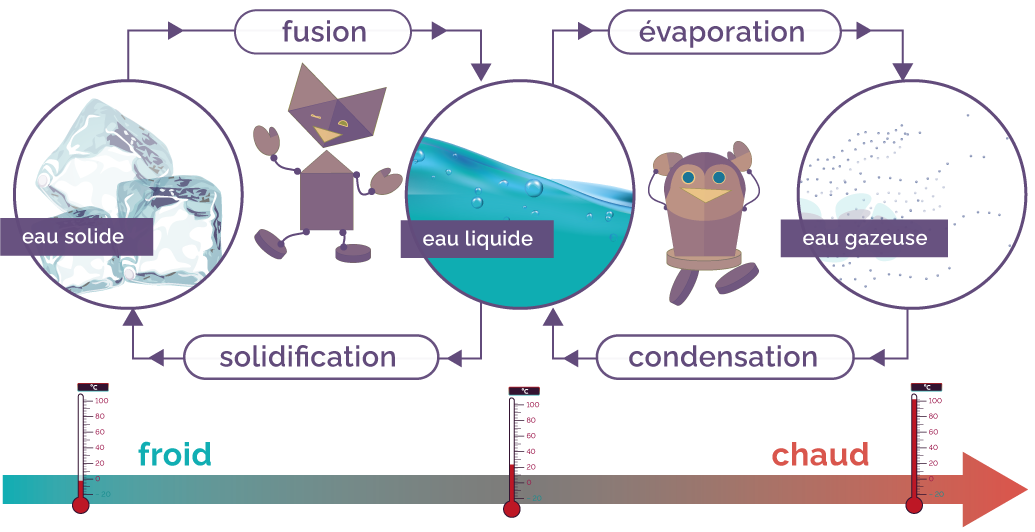 fusion
évaporation
eau solide
eau liquide
eau gazeuse
solidification
condensation
°C
100
80
60
40
20
0
- 20
°C
100
80
60
40
20
0
- 20
°C
100
80
60
40
20
0
- 20
froid
chaud